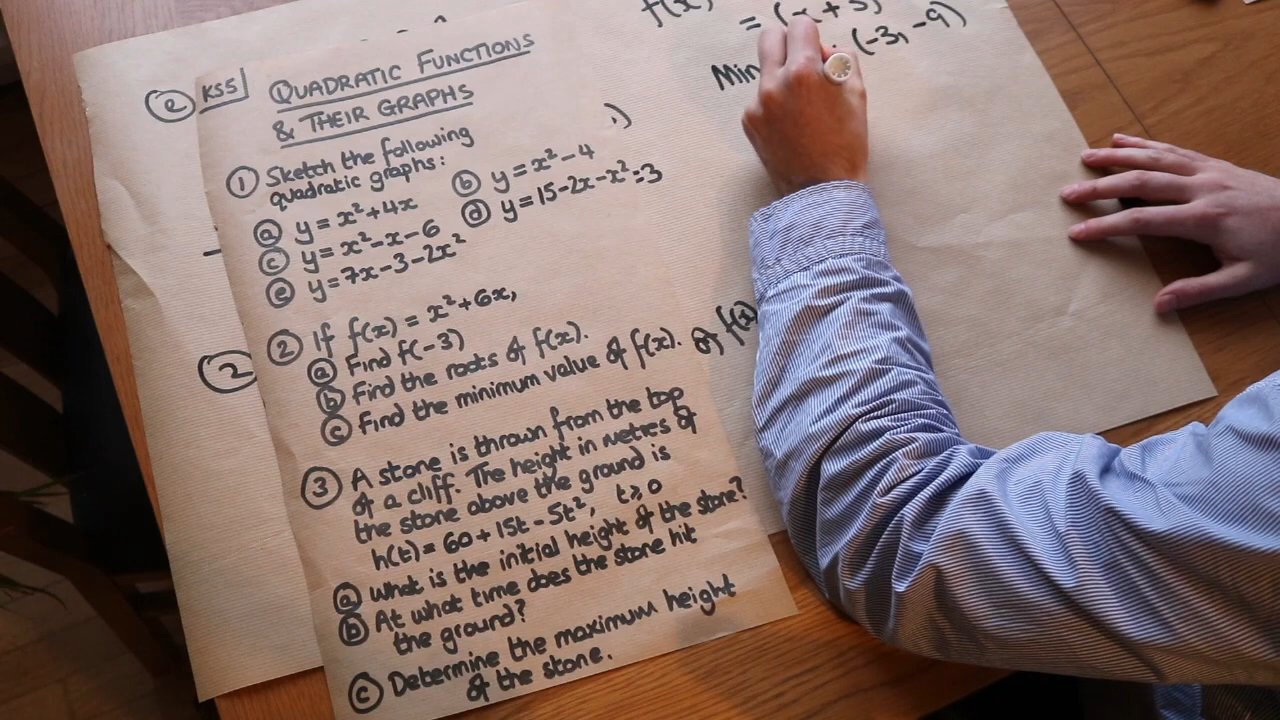 KS5 QUADRATIC FUNCTIONS
& THEIR GRAPHS
① Sketch the following
quadratic graphs:
ⓐ y = x² + 4x ⓑ y = x² - 4
ⓒ y = x² - x - 6 ⓓ y = 15 - 2x - x² = 3
ⓔ y = 7x - 3 - 2x²
② If f(x) = x² + 6x,
ⓐ Find f(-3)
ⓑ Find the roots of f(x).
ⓒ Find the minimum value of f(x).
③ A stone is thrown from the top
of a cliff. The height in metres of
the stone above the ground is
h(t) = 60 + 15t - 5t², t ⩾ 0
ⓐ What is the initial height of the stone?
ⓑ At what time does the stone hit
the ground?
ⓒ Determine the maximum height
of the stone.
ⓔ
②
f(x)
= (x + 3)
Min (-3, -9)
of f(x)